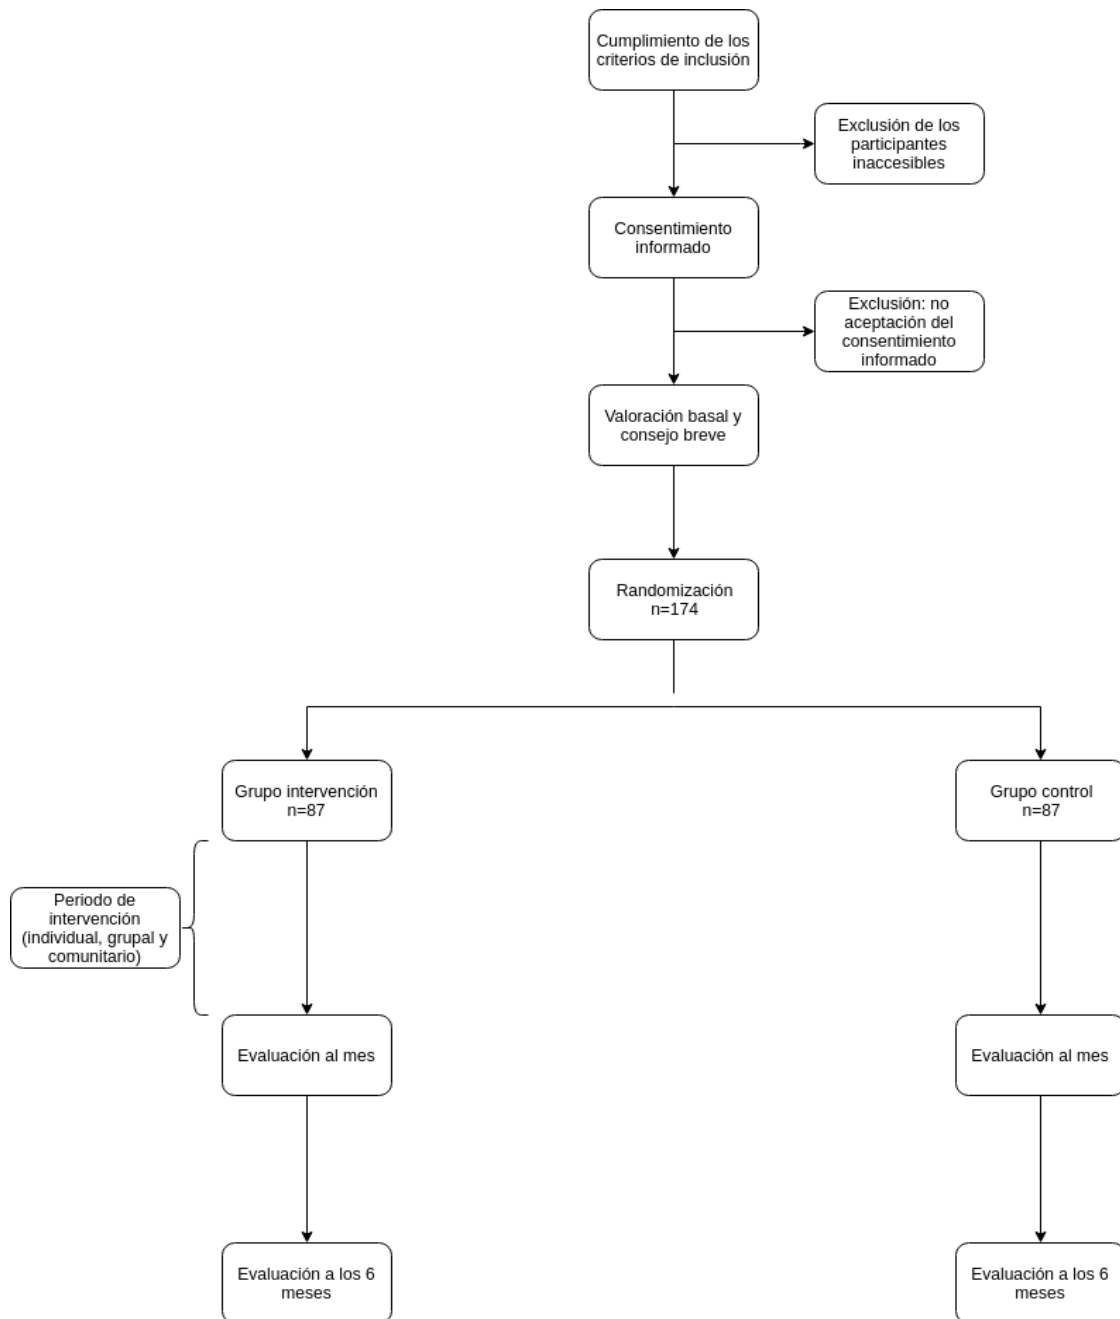 Cumplimiento de los
criterios de inclusión
Exclusión de los
participantes
inaccesibles
Consentimiento
informado
Exclusión: no
aceptación del
consentimiento
informado
Valoración basal y
consejo breve
Randomización
n=174
Grupo intervención
n=87
Grupo control
n=87
Periodo de
intervención
(individual, grupal y
comunitario)
Evaluación al mes
Evaluación al mes
Evaluación a los 6
meses
Evaluación a los 6
meses